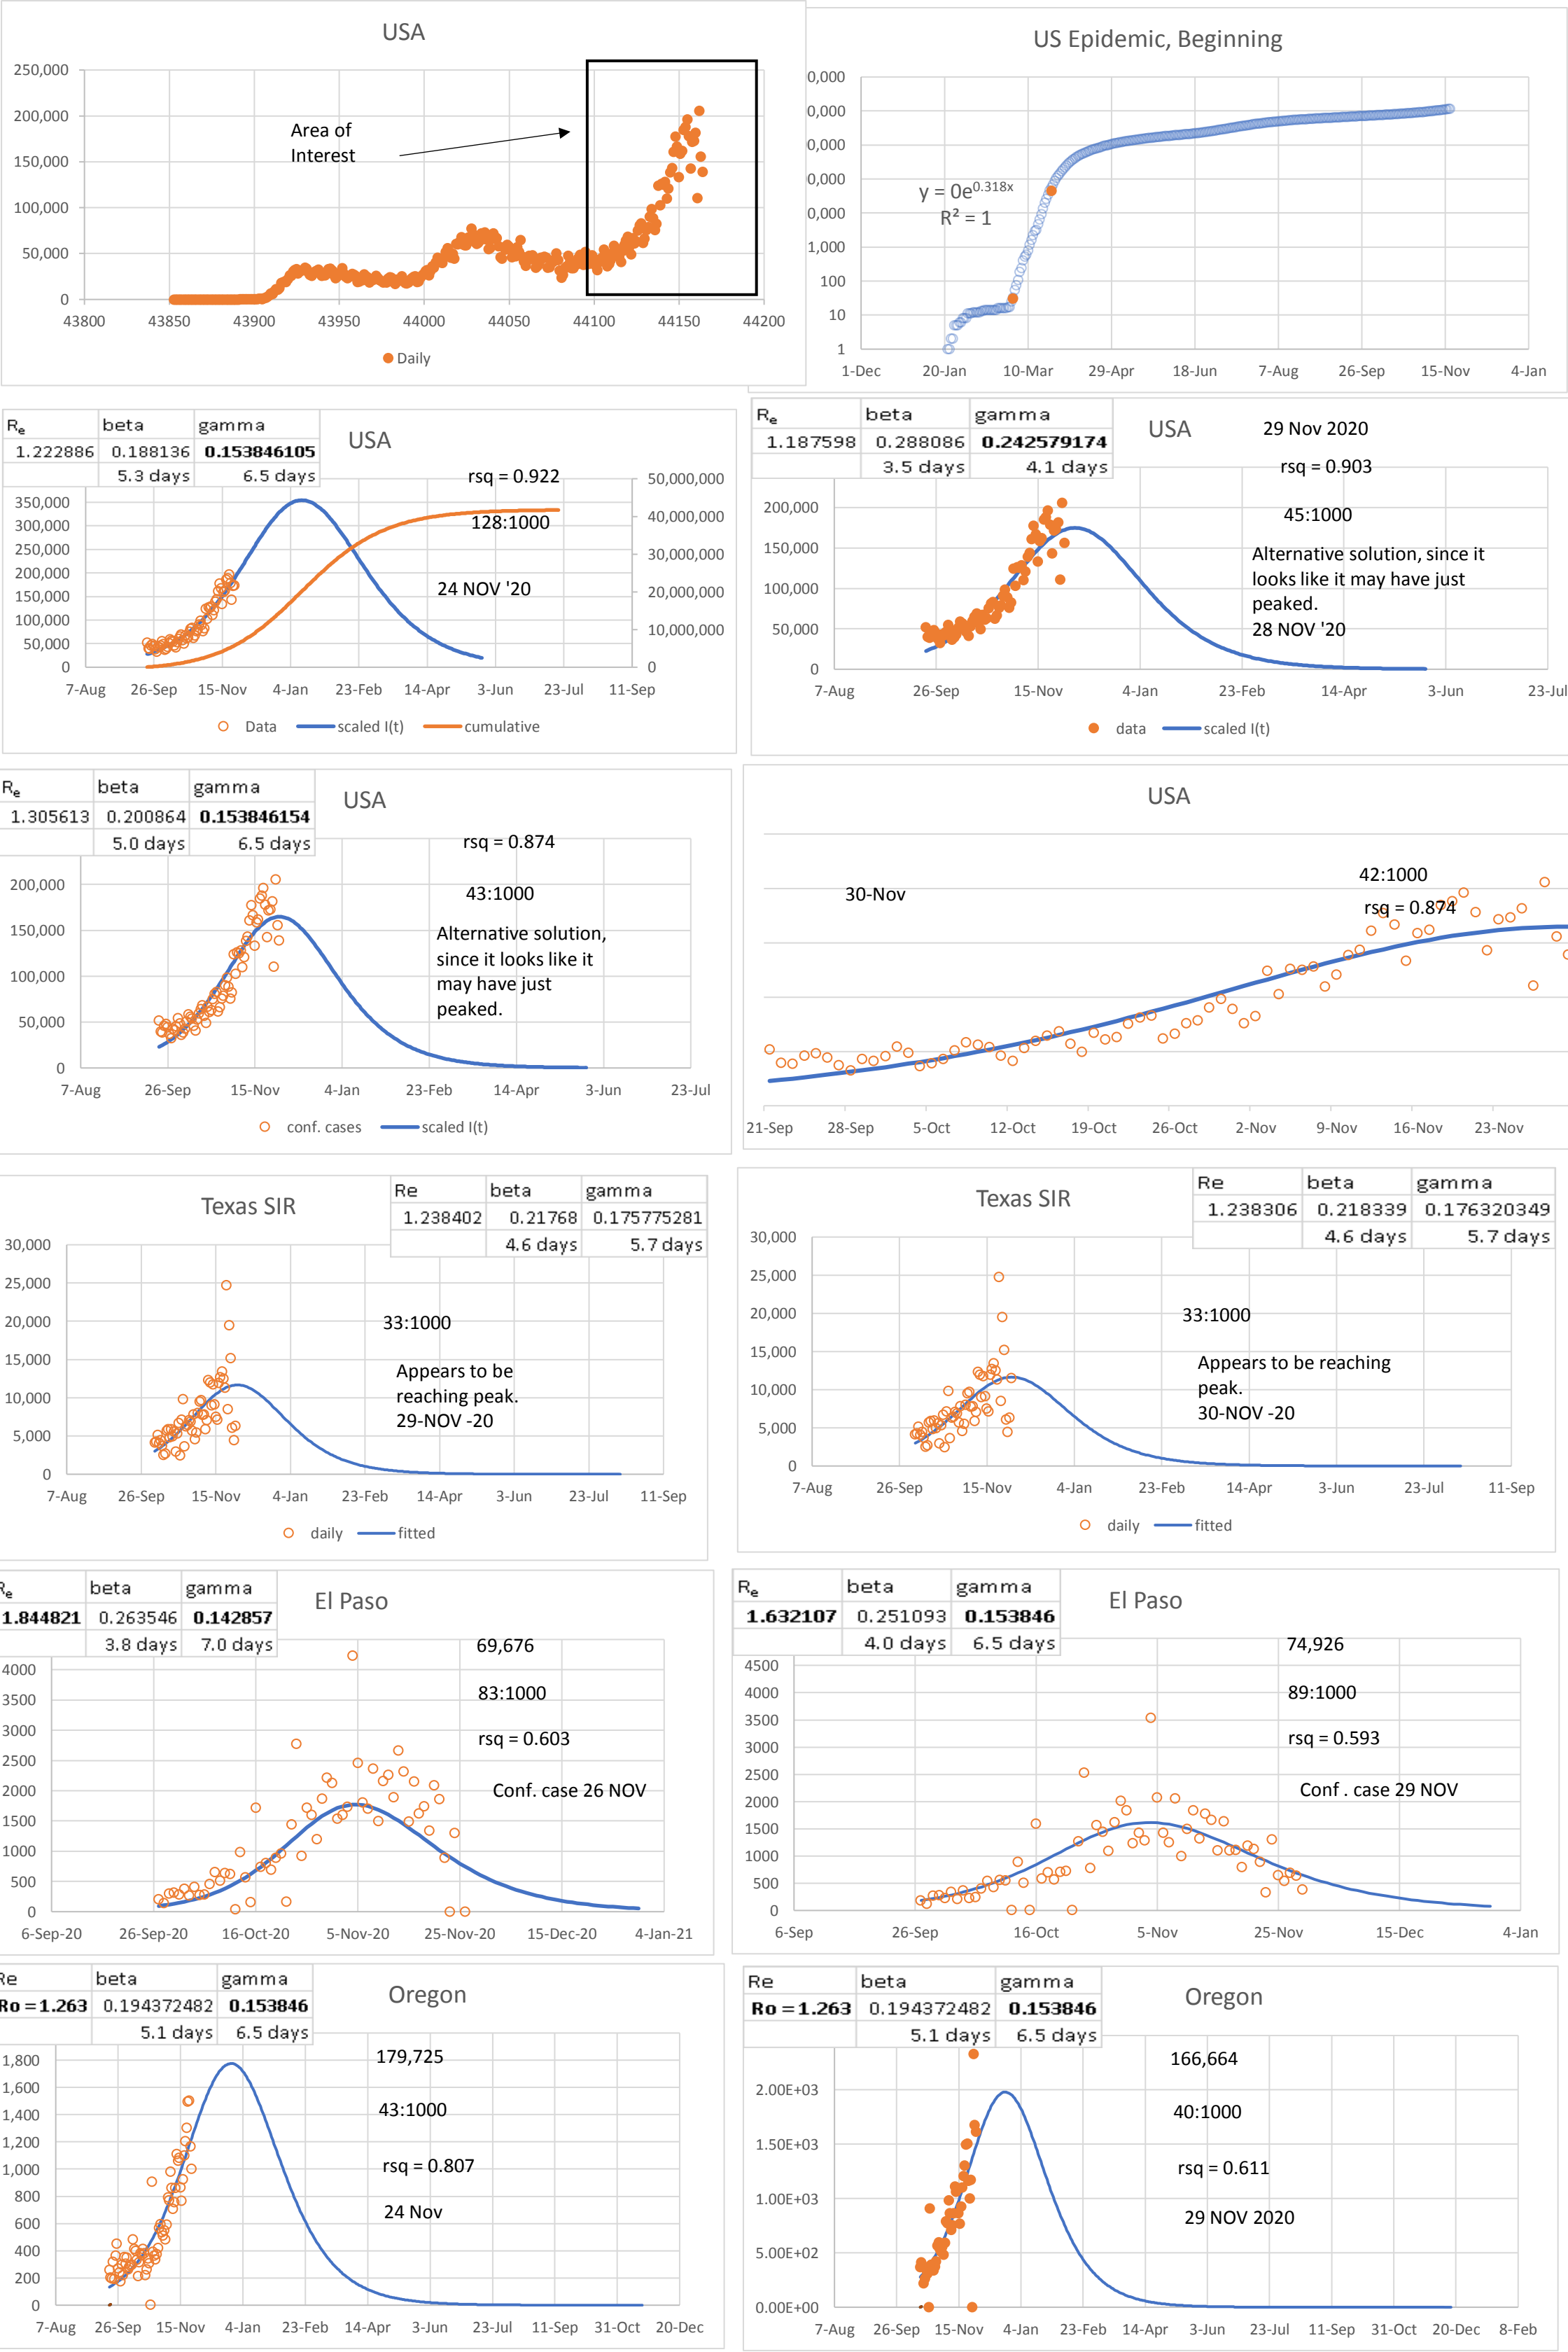 USA
250,000
200,000
150,000
100,000
50,000
0
43800 43850 43900 43950 44000 44050 44100 44150 44200
Area of
Interest
Daily
US Epidemic, Beginning
0,000
0,000
0,000
0,000
0,000
1,000
100
10
1
y = 0e^0.318x
R² = 1
1-Dec 20-Jan 10-Mar 29-Apr 18-Jun 7-Aug 26-Sep 15-Nov 4-Jan
Re beta gamma
1.222886 0.188136 0.153846105
5.3 days 6.5 days
USA
rsq = 0.922
128:1000
24 NOV '20
350,000
300,000
250,000
200,000
150,000
100,000
50,000
0
50,000,000
40,000,000
30,000,000
20,000,000
10,000,000
0
7-Aug 26-Sep 15-Nov 4-Jan 23-Feb 14-Apr 3-Jun 23-Jul 11-Sep
Data scaled I(t) cumulative
Re beta gamma
1.187598 0.288086 0.242579174
3.5 days 4.1 days
USA
29 Nov 2020
rsq = 0.903
45:1000
Alternative solution, since it
looks like it may have just
peaked.
28 NOV '20
200,000
150,000
100,000
50,000
0
7-Aug 26-Sep 15-Nov 4-Jan 23-Feb 14-Apr 3-Jun 23-Jul
data scaled I(t)
Re beta gamma
1.305613 0.200864 0.153846154
5.0 days 6.5 days
USA
rsq = 0.874
43:1000
Alternative solution,
since it looks like it
may have just
peaked.
200,000
150,000
100,000
50,000
0
7-Aug 26-Sep 15-Nov 4-Jan 23-Feb 14-Apr 3-Jun 23-Jul
conf. cases scaled I(t)
USA
30-Nov
42:1000
rsq = 0.874
21-Sep 28-Sep 5-Oct 12-Oct 19-Oct 26-Oct 2-Nov 9-Nov 16-Nov 23-Nov
Texas SIR
Re beta gamma
1.238402 0.21768 0.175775281
4.6 days 5.7 days
33:1000
Appears to be
reaching peak.
29-NOV -20
30,000
25,000
20,000
15,000
10,000
5,000
0
7-Aug 26-Sep 15-Nov 4-Jan 23-Feb 14-Apr 3-Jun 23-Jul 11-Sep
daily fitted
Texas SIR
Re beta gamma
1.238306 0.218339 0.176320349
4.6 days 5.7 days
33:1000
Appears to be reaching
peak.
30-NOV -20
30,000
25,000
20,000
15,000
10,000
5,000
0
7-Aug 26-Sep 15-Nov 4-Jan 23-Feb 14-Apr 3-Jun 23-Jul 11-Sep
daily fitted
Re beta gamma
1.844821 0.263546 0.142857
3.8 days 7.0 days
El Paso
69,676
83:1000
rsq = 0.603
Conf. case 26 NOV
4000
3500
3000
2500
2000
1500
1000
500
0
6-Sep-20 26-Sep-20 16-Oct-20 5-Nov-20 25-Nov-20 15-Dec-20 4-Jan-21
Re beta gamma
1.632107 0.251093 0.153846
4.0 days 6.5 days
El Paso
74,926
89:1000
rsq = 0.593
Conf . case 29 NOV
4500
4000
3500
3000
2500
2000
1500
1000
500
0
6-Sep 26-Sep 16-Oct 5-Nov 25-Nov 15-Dec 4-Jan
Re beta gamma
Ro = 1.263 0.194372482 0.153846
5.1 days 6.5 days
Oregon
179,725
43:1000
rsq = 0.807
24 Nov
1,800
1,600
1,400
1,200
1,000
800
600
400
200
0
7-Aug 26-Sep 15-Nov 4-Jan 23-Feb 14-Apr 3-Jun 23-Jul 11-Sep 31-Oct 20-Dec
Re beta gamma
Ro = 1.263 0.194372482 0.153846
5.1 days 6.5 days
Oregon
166,664
40:1000
rsq = 0.611
29 NOV 2020
2.00E+03
1.50E+03
1.00E+03
5.00E+02
0.00E+00
7-Aug 26-Sep 15-Nov 4-Jan 23-Feb 14-Apr 3-Jun 23-Jul 11-Sep 31-Oct 20-Dec 8-Feb